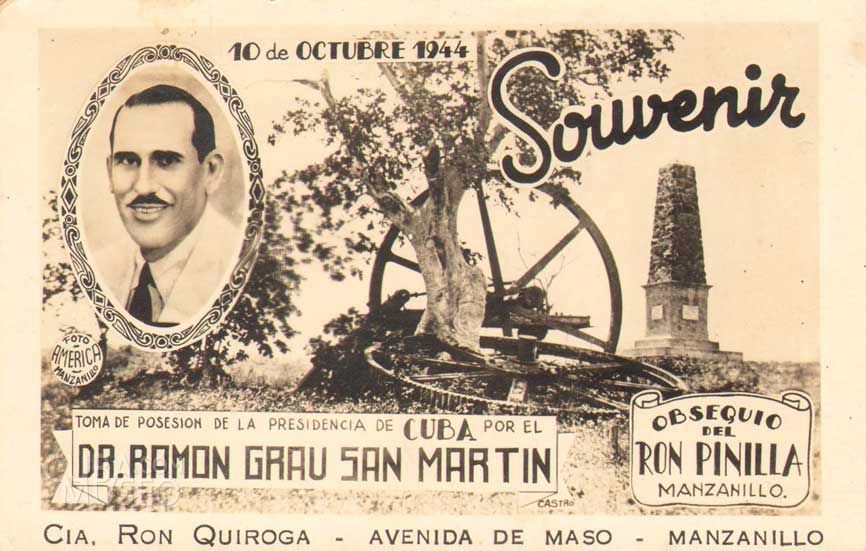 10 de OCTUBRE 1944
Souvenir
FOTO
AMERICA
MANZANILLO
TOMA DE POSESION DE LA PRESIDENCIA DE CUBA POR EL
DR. RAMON GRAU SAN MARTIN
CASTRO
OBSEQUIO
DEL
RON PINILLA
MANZANILLO.
CIA. RON QUIROGA - AVENIDA DE MASO - MANZANILLO